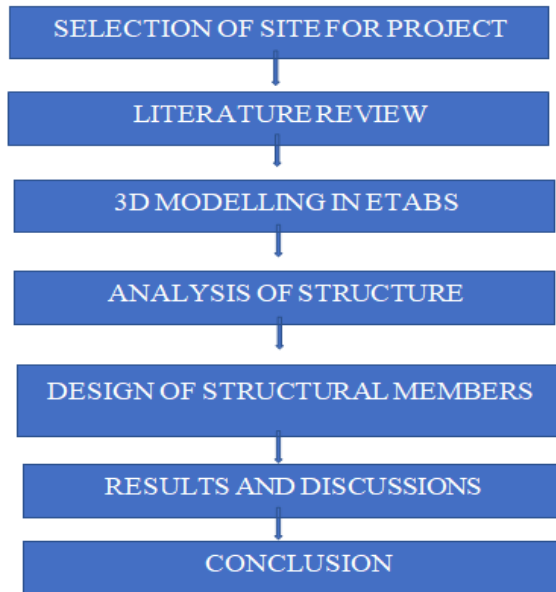 SELECTION OF SITE FOR PROJECT
LITERATURE REVIEW
3D MODELLING IN ETABS
ANALYSIS OF STRUCTURE
DESIGN OF STRUCTURAL MEMBERS
RESULTS AND DISCUSSIONS
CONCLUSION